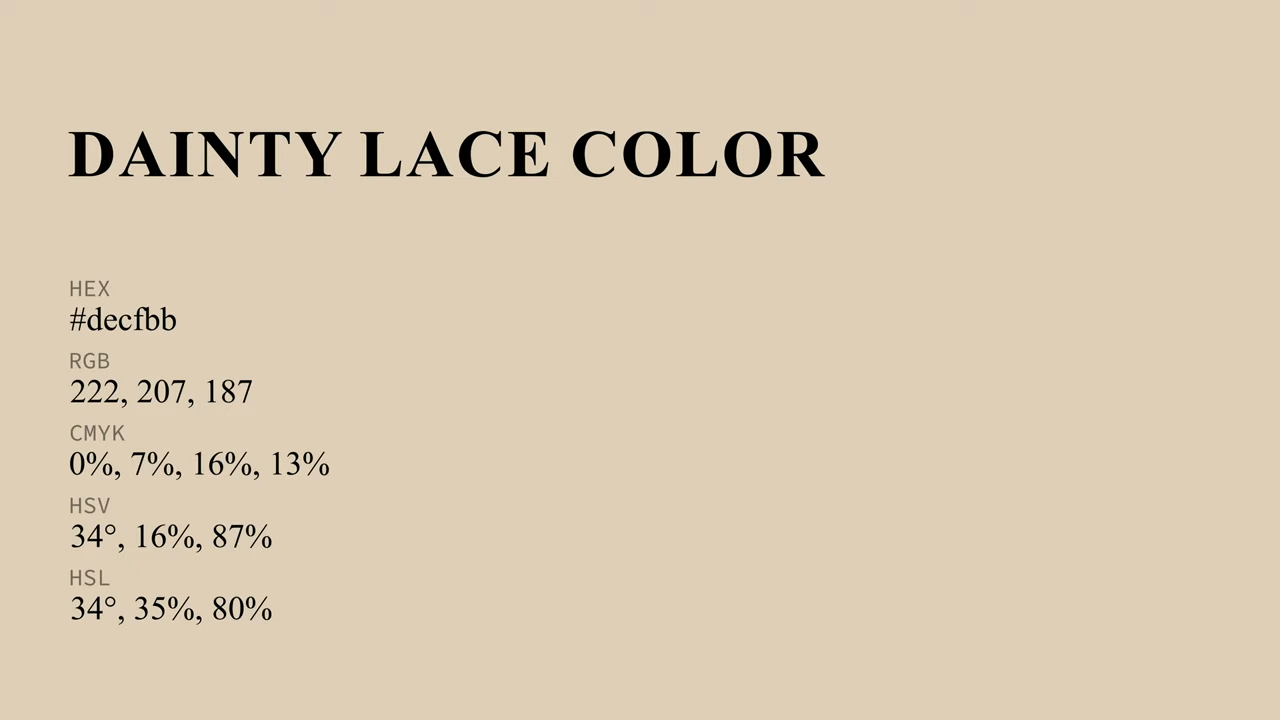 DAINTY LACE COLOR
HEX
#decfbb
RGB
222, 207, 187
CMYK
0%, 7%, 16%, 13%
HSV
34°, 16%, 87%
HSL
34°, 35%, 80%